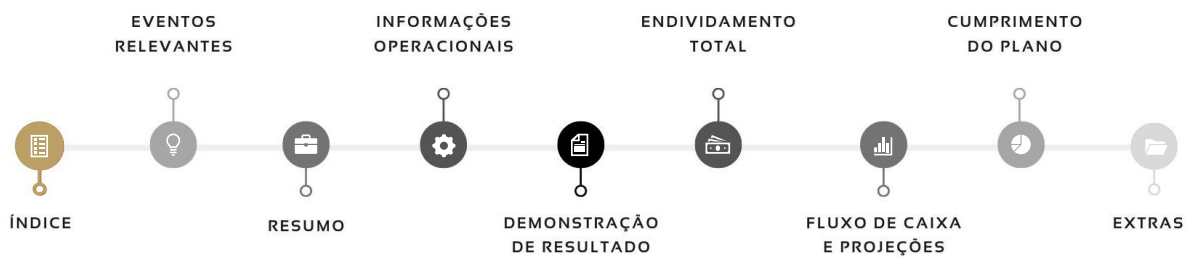 EVENTOS
RELEVANTES
INFORMAÇÕES
OPERACIONAIS
ENDIVIDAMENTO
TOTAL
CUMPRIMENTO
DO PLANO
ÍNDICE
RESUMO
DEMONSTRAÇÃO
DE RESULTADO
FLUXO DE CAIXA
E PROJEÇÕES
EXTRAS